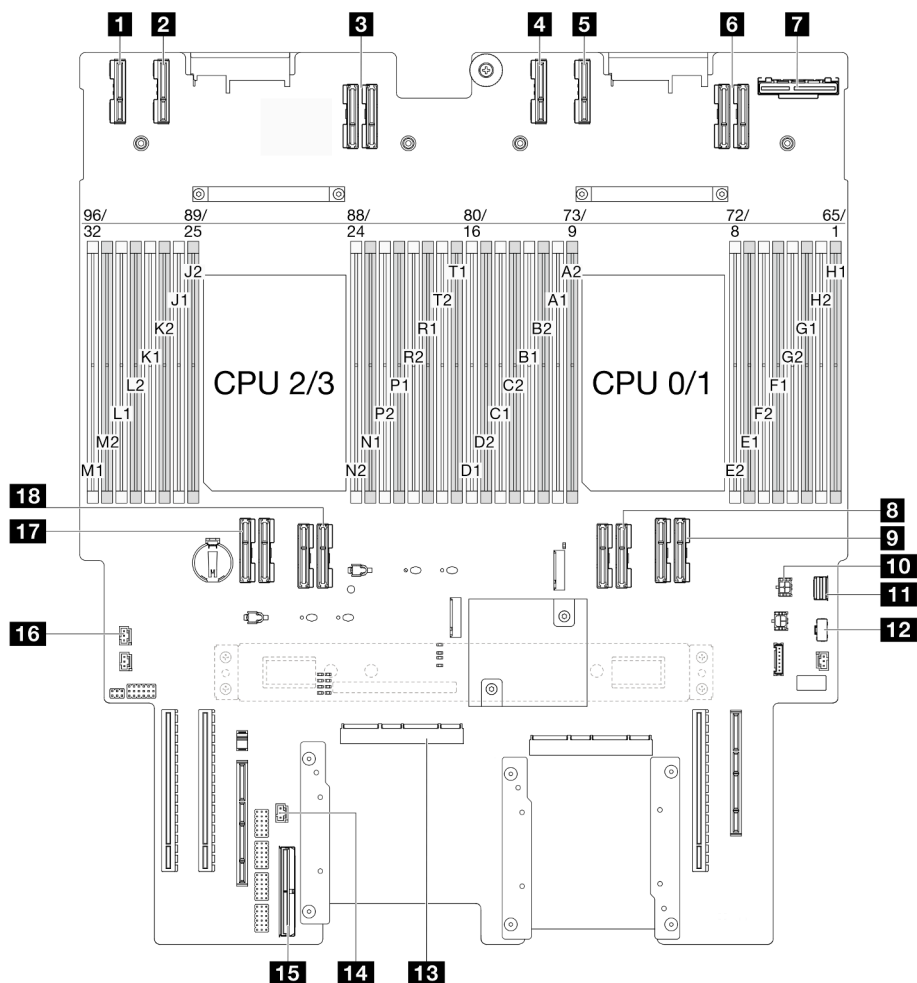 1 2 3 4 5 6 7
96/ 89/ 88/ 80/ 73/ 72/ 65/
32 25 24 16 9 8 1
J2 T1 A2 H1
J1 T2 A1 H2
K2 R1 B2 G1
K1 R2 B1 G2
CPU 2/3 CPU 0/1
L2 P1 C2 F1
L1 P2 C1 F2
M2 N1 D2 E1
M1 N2 D1 E2
18 8
17 9
10
11
16 12
15 14 13